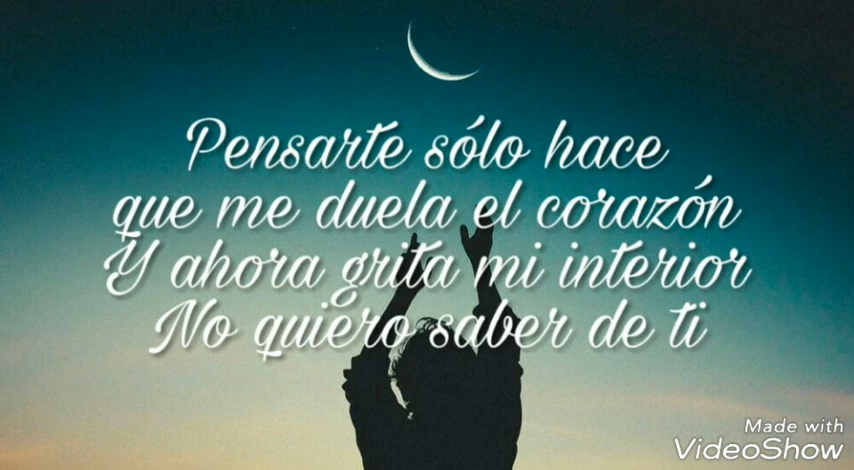 Pensarte sólo hace
que me duela el corazón
Y ahora grita mi interior
No quiero saber de ti
Made with
VideoShow